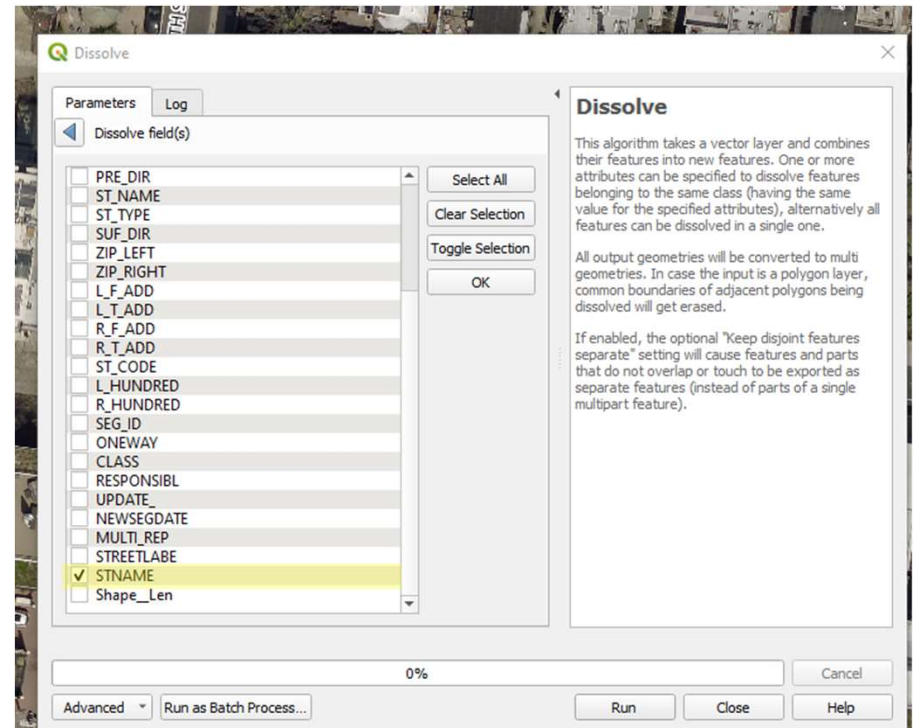 Dissolve
Parameters
Log
Dissolve field(s)
PRE_DIR
ST_NAME
ST_TYPE
SUF_DIR
ZIP_LEFT
ZIP_RIGHT
L_F_ADD
L_T_ADD
R_F_ADD
R_T_ADD
ST_CODE
L_HUNDRED
R_HUNDRED
SEG_ID
ONEWAY
CLASS
RESPONSIBL
UPDATE_
NEWSEGDATE
MULTI_REP
STREETLABE
STNAME
Shape__Len
Select All
Clear Selection
Toggle Selection
OK
Dissolve
This algorithm takes a vector layer and combines
their features into new features. One or more
attributes can be specified to dissolve features
belonging to the same class (having the same
value for the specified attributes), alternatively all
features can be dissolved in a single one.
All output geometries will be converted to multi
geometries. In case the input is a polygon layer,
common boundaries of adjacent polygons being
dissolved will get erased.
If enabled, the optional "Keep disjoint features
separate" setting will cause features and parts
that do not overlap or touch to be exported as
separate features (instead of parts of a single
multipart feature).
0%
Cancel
Advanced
Run as Batch Process...
Run
Close
Help